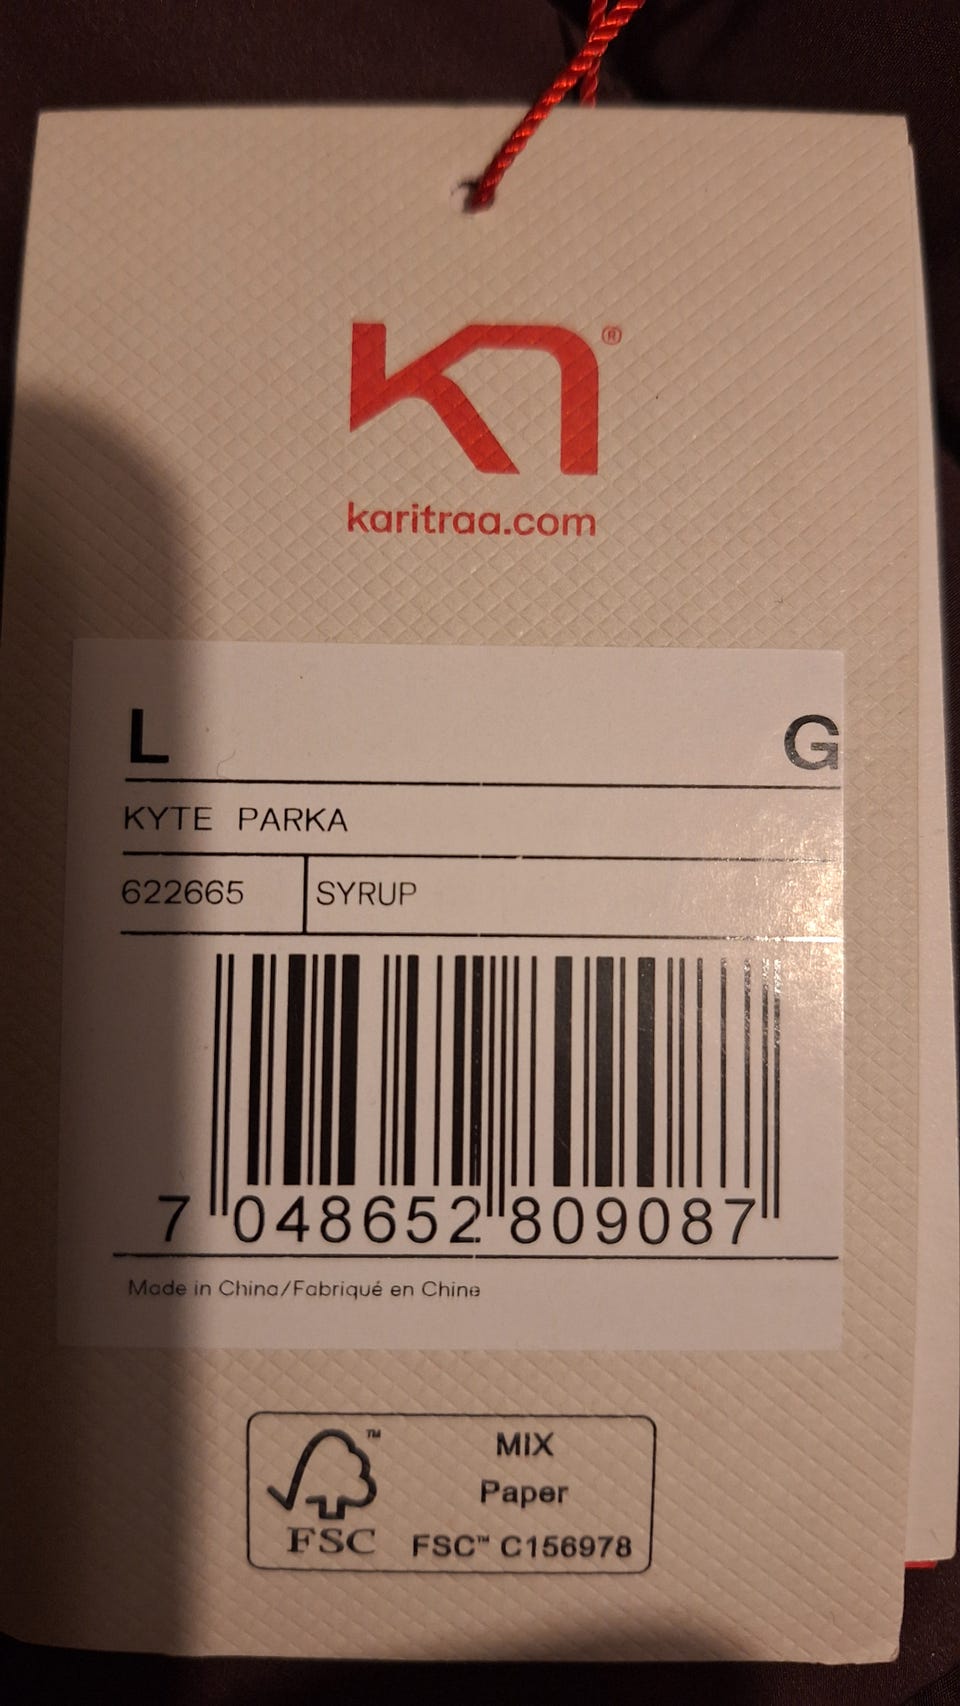 ®
karitraa.com
L G
KYTE PARKA
622665 SYRUP
7 048652 809087
Made in China/Fabriqué en Chine
™ MIX
Paper
FSC FSC™ C156978